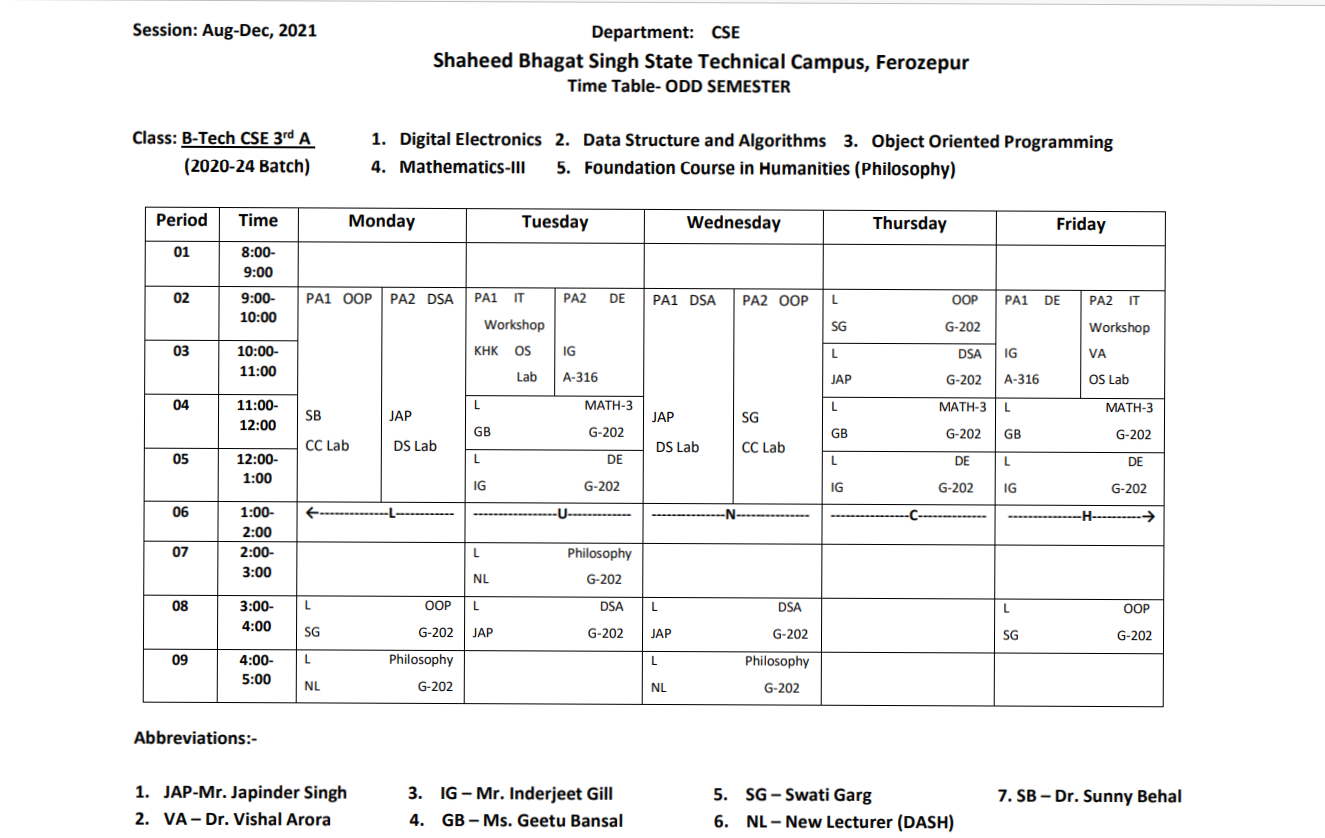 Session: Aug-Dec, 2021 Department: CSE
Shaheed Bhagat Singh State Technical Campus, Ferozepur
Time Table- ODD SEMESTER
Class: B-Tech CSE 3rd A 1. Digital Electronics 2. Data Structure and Algorithms 3. Object Oriented Programming
(2020-24 Batch) 4. Mathematics-III 5. Foundation Course in Humanities (Philosophy)
Period Time Monday Tuesday Wednesday Thursday Friday
01 8:00-
9:00
02 9:00- PA1 OOP PA2 DSA PA1 IT PA2 DE PA1 DSA PA2 OOP L OOP PA1 DE PA2 IT
10:00 Workshop SG G-202 Workshop
03 10:00- KHK OS IG L DSA IG VA
11:00 Lab A-316 JAP G-202 A-316 OS Lab
04 11:00- SB JAP L MATH-3 JAP SG L MATH-3 L MATH-3
12:00 CC Lab DS Lab GB G-202 DS Lab CC Lab GB G-202 GB G-202
05 12:00- L DE L DE L DE
1:00 IG G-202 IG G-202 IG G-202
06 1:00- ←---------------L------------ ----------------U------------ ---------------N-------------- ---------------C------------- --------------H---------→
2:00
07 2:00- L Philosophy
3:00 NL G-202
08 3:00- L OOP L DSA L DSA L OOP
4:00 SG G-202 JAP G-202 JAP G-202 SG G-202
09 4:00- L Philosophy L Philosophy
5:00 NL G-202 NL G-202
Abbreviations:-
1. JAP-Mr. Japinder Singh 3. IG – Mr. Inderjeet Gill 5. SG – Swati Garg 7. SB – Dr. Sunny Behal
2. VA – Dr. Vishal Arora 4. GB – Ms. Geetu Bansal 6. NL – New Lecturer (DASH)